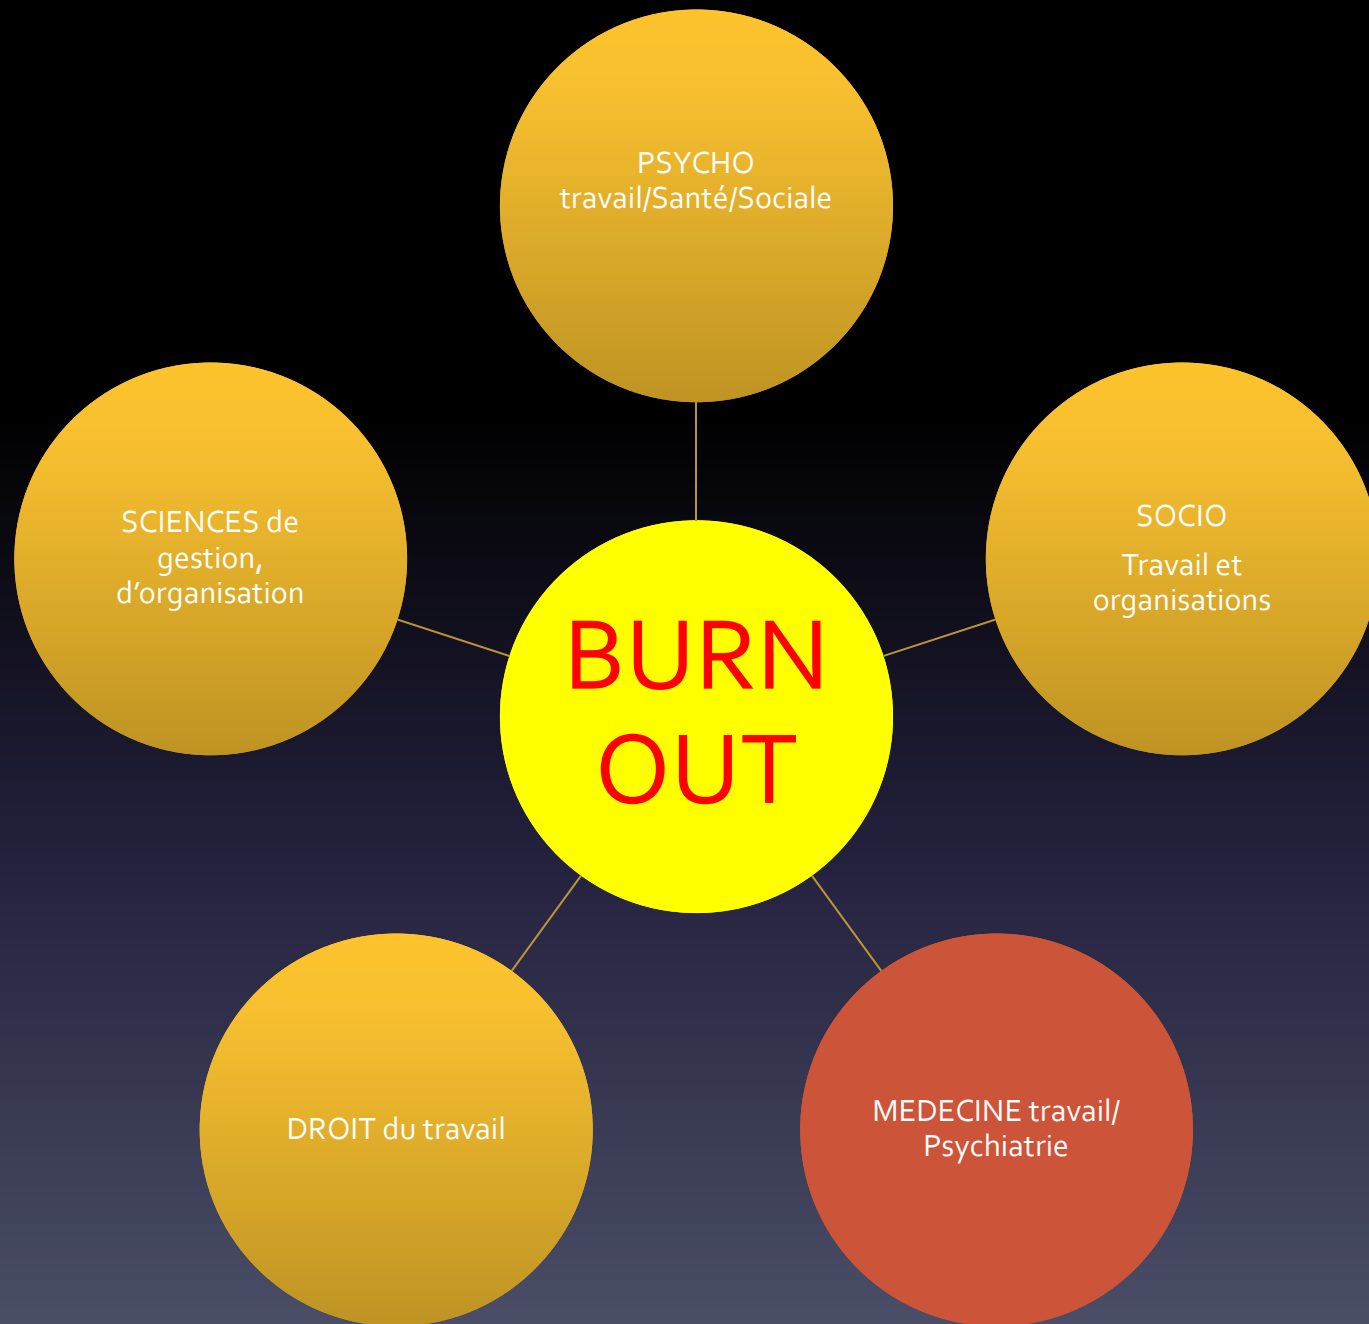 PSYCHO
travail/Santé/Sociale
SCIENCES de
gestion,
d'organisation
SOCIO
Travail et
organisations
BURN
OUT
DROIT du travail
MEDECINE travail/
Psychiatrie